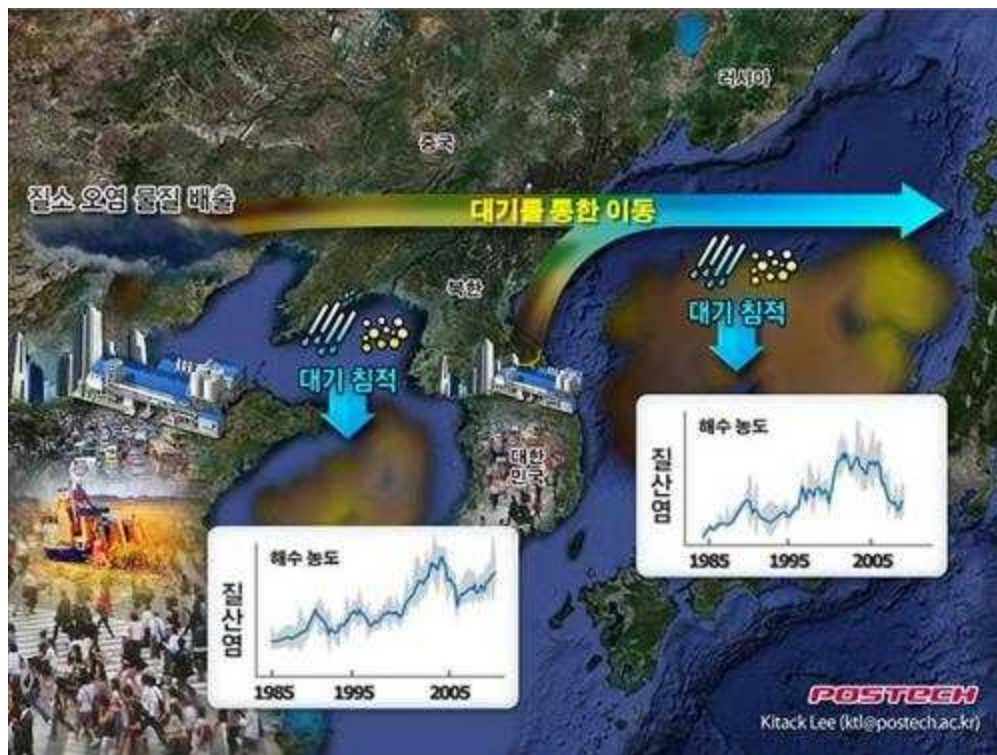 러시아
중국
질소 오염 물질 배출
대기를 통한 이동
북한
대기 침적
대기 침적
대한
민국
해수 농도
질산염
1985 1995 2005
해수 농도
질산염
1985 1995 2005
POSTECH
Kitack Lee (ktl@postech.ac.kr)